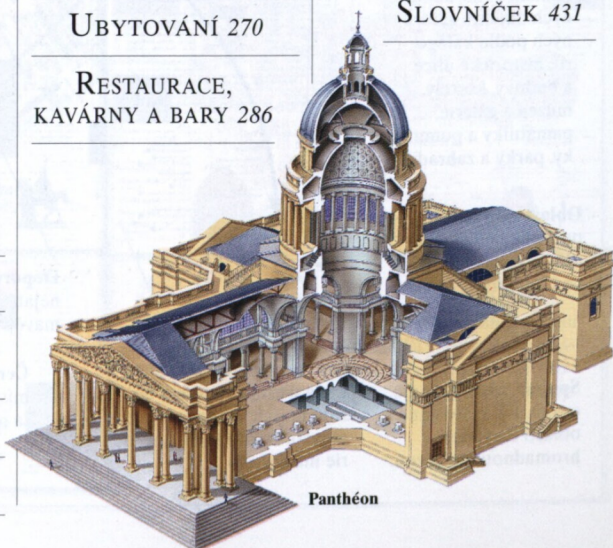 UBYTOVÁNÍ 270
RESTAURACE,
KAVÁRNY A BARY 286
SLOVNÍČEK 431
Panthéon